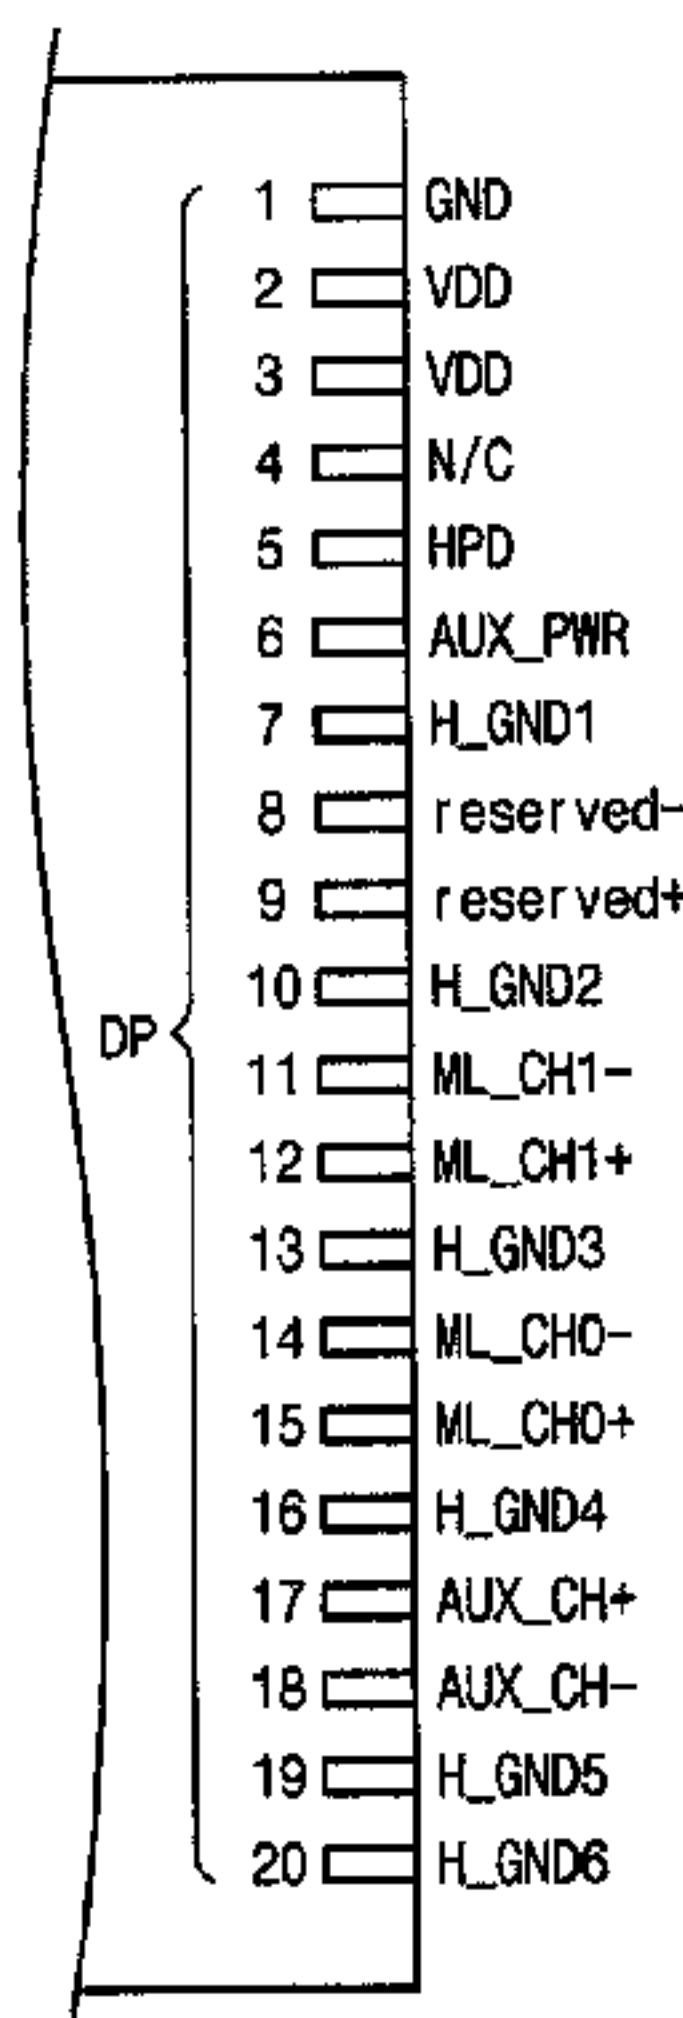 1 GND
2 VDD
3 VDD
4 N/C
5 HPD
6 AUX_PWR
7 H_GND1
8 reserved-
9 reserved+
10 H_GND2
DP
11 ML_CH1-
12 ML_CH1+
13 H_GND3
14 ML_CH0-
15 ML_CH0+
16 H_GND4
17 AUX_CH+
18 AUX_CH-
19 H_GND5
20 H_GND6